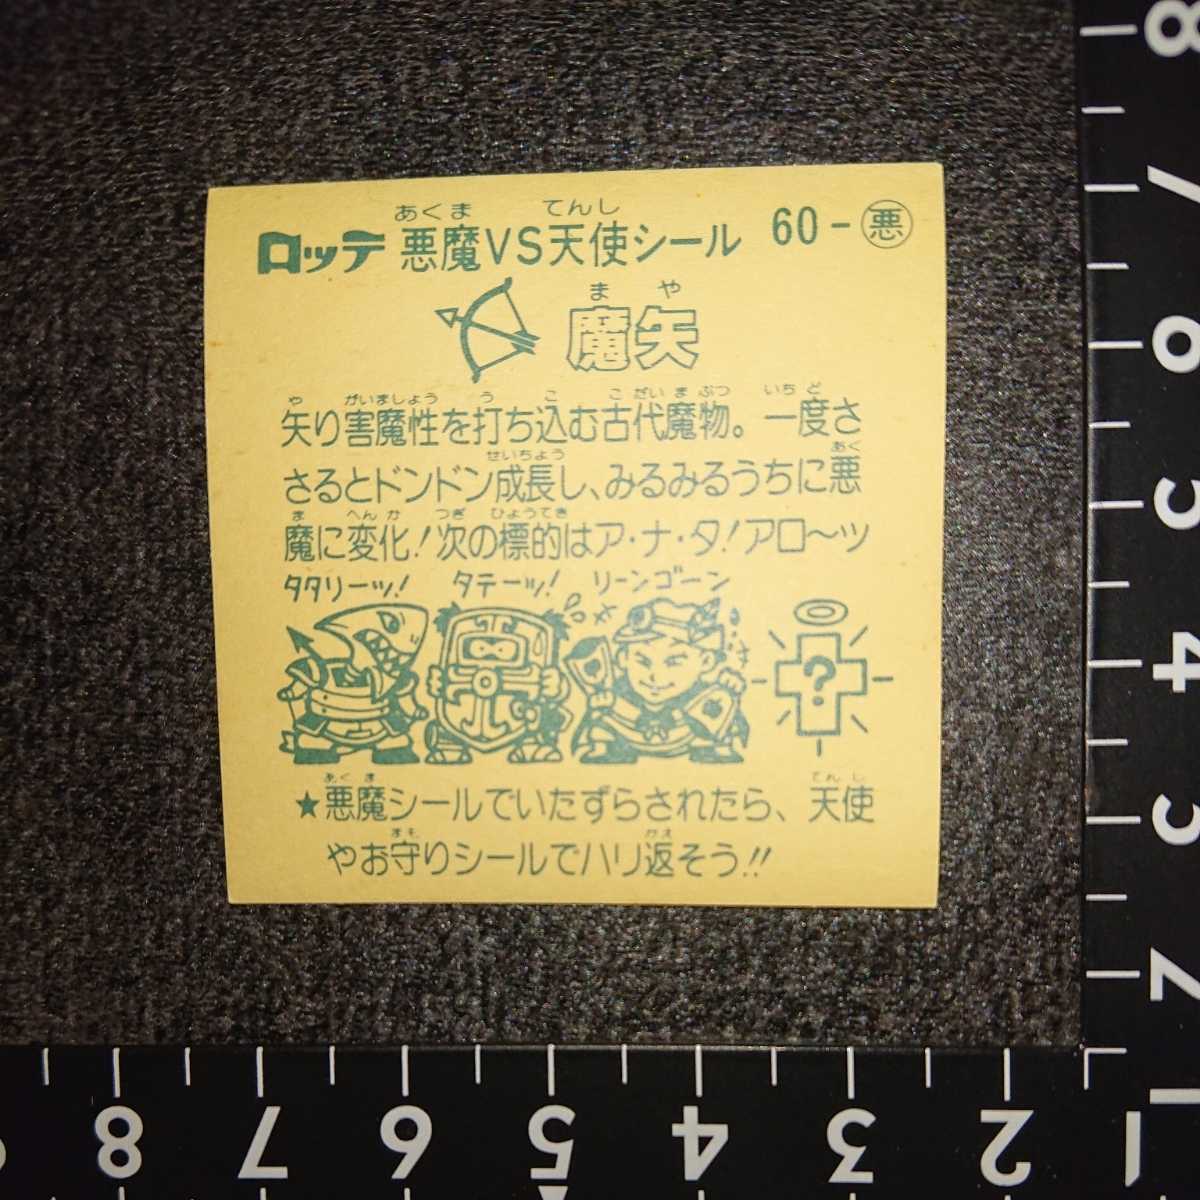 あくま てんし
ロッテ 悪魔VS天使シール 60-悪
まや
魔矢
や がいましょう う こ こだいまぶつ いちど
矢り害魔性を打ち込む古代魔物。一度さ
せいちょう あく
さるとドンドン成長し、みるみるうちに悪
ま へんか つぎ ひょうてき
魔に変化!次の標的はア・ナ・タ!アロ〜ッ
タタリーッ! タテーッ! リーンゴーン
?
あくま てんし
★悪魔シールでいたずらされたら、天使
まも かえ
やお守りシールでハリ返そう!!
8
7
6
5
4
3
2
1
8 7 6 5 4 3 2 1